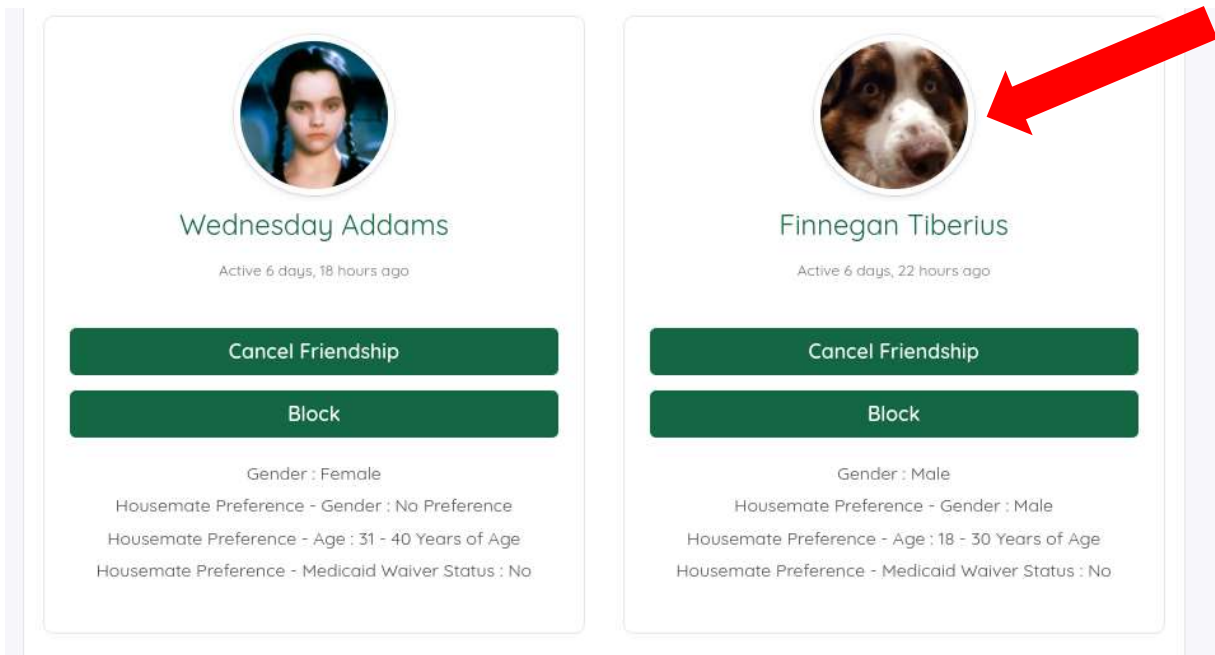 Wednesday Addams
Active 6 days, 18 hours ago
Cancel Friendship
Block
Gender : Female
Housemate Preference - Gender : No Preference
Housemate Preference - Age : 31 - 40 Years of Age
Housemate Preference - Medicaid Waiver Status : No
Finnegan Tiberius
Active 6 days, 22 hours ago
Cancel Friendship
Block
Gender : Male
Housemate Preference - Gender : Male
Housemate Preference - Age : 18 - 30 Years of Age
Housemate Preference - Medicaid Waiver Status : No